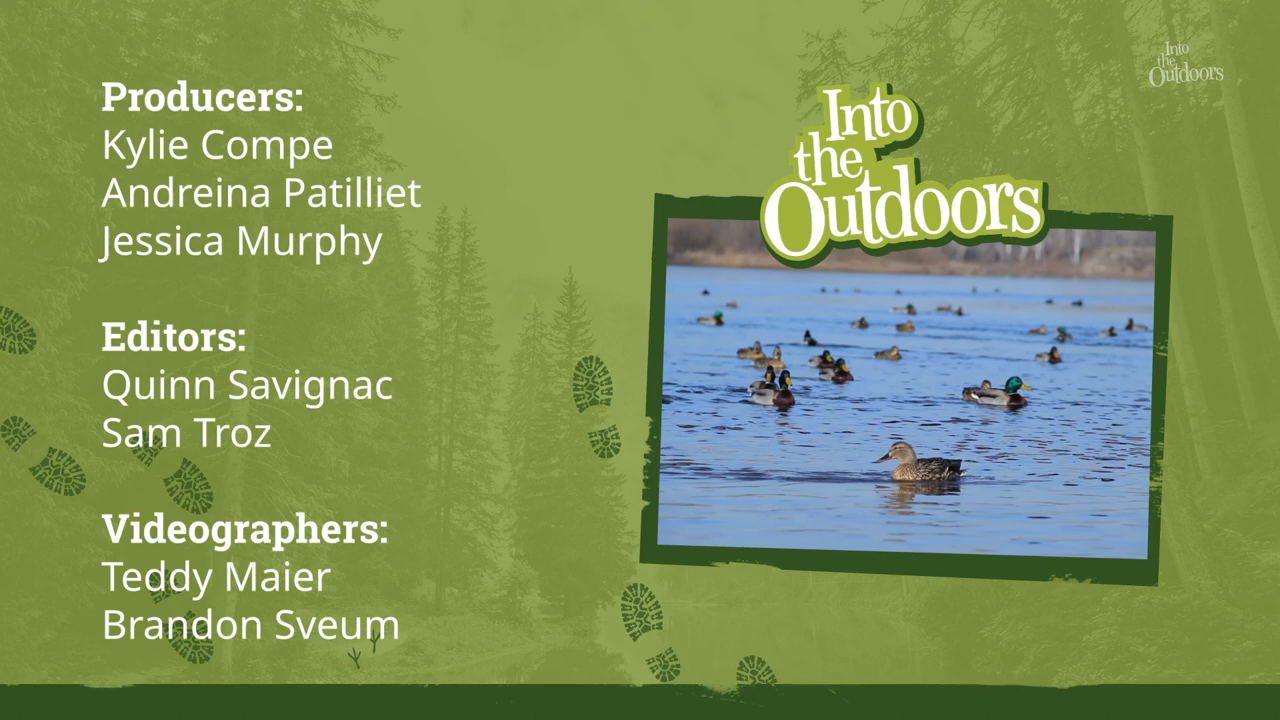 Producers:
Kylie Compe
Andreina Patilliet
Jessica Murphy
Editors:
Quinn Savignac
Sam Troz
Videographers:
Teddy Maier
Brandon Sveum
Into
the
Outdoors
Into
the
Outdoors